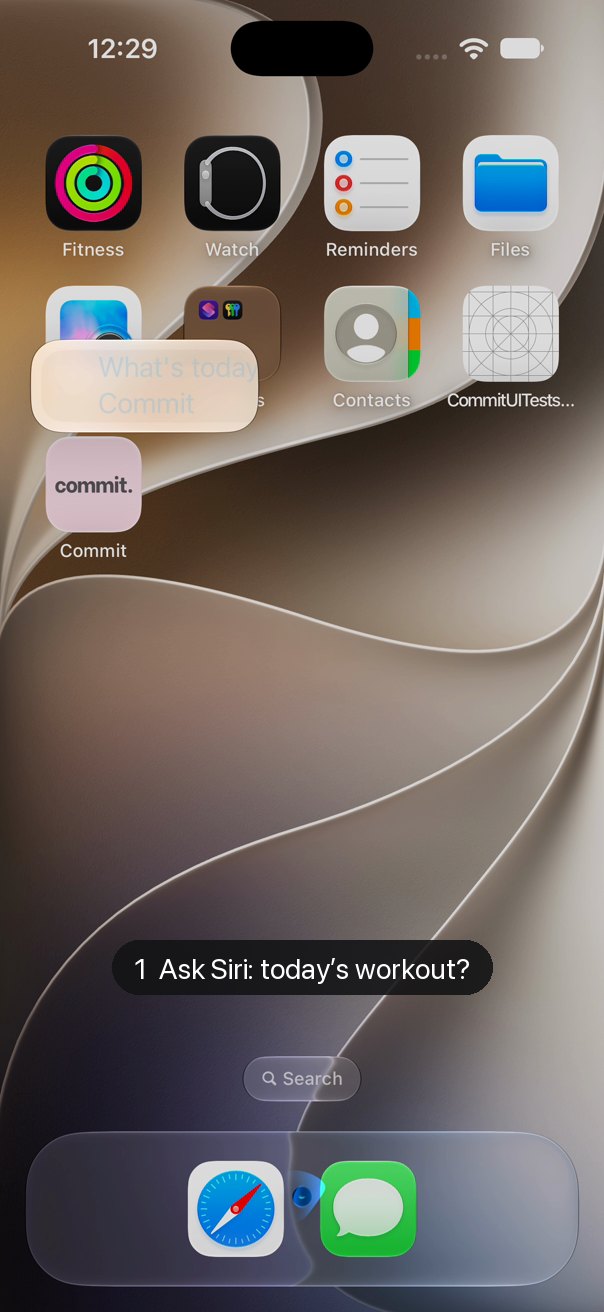 12:29
Fitness
Watch
Reminders
Files
What's today
Commit
s
Contacts
CommitUITests...
commit.
Commit
1 Ask Siri: today's workout?
Search